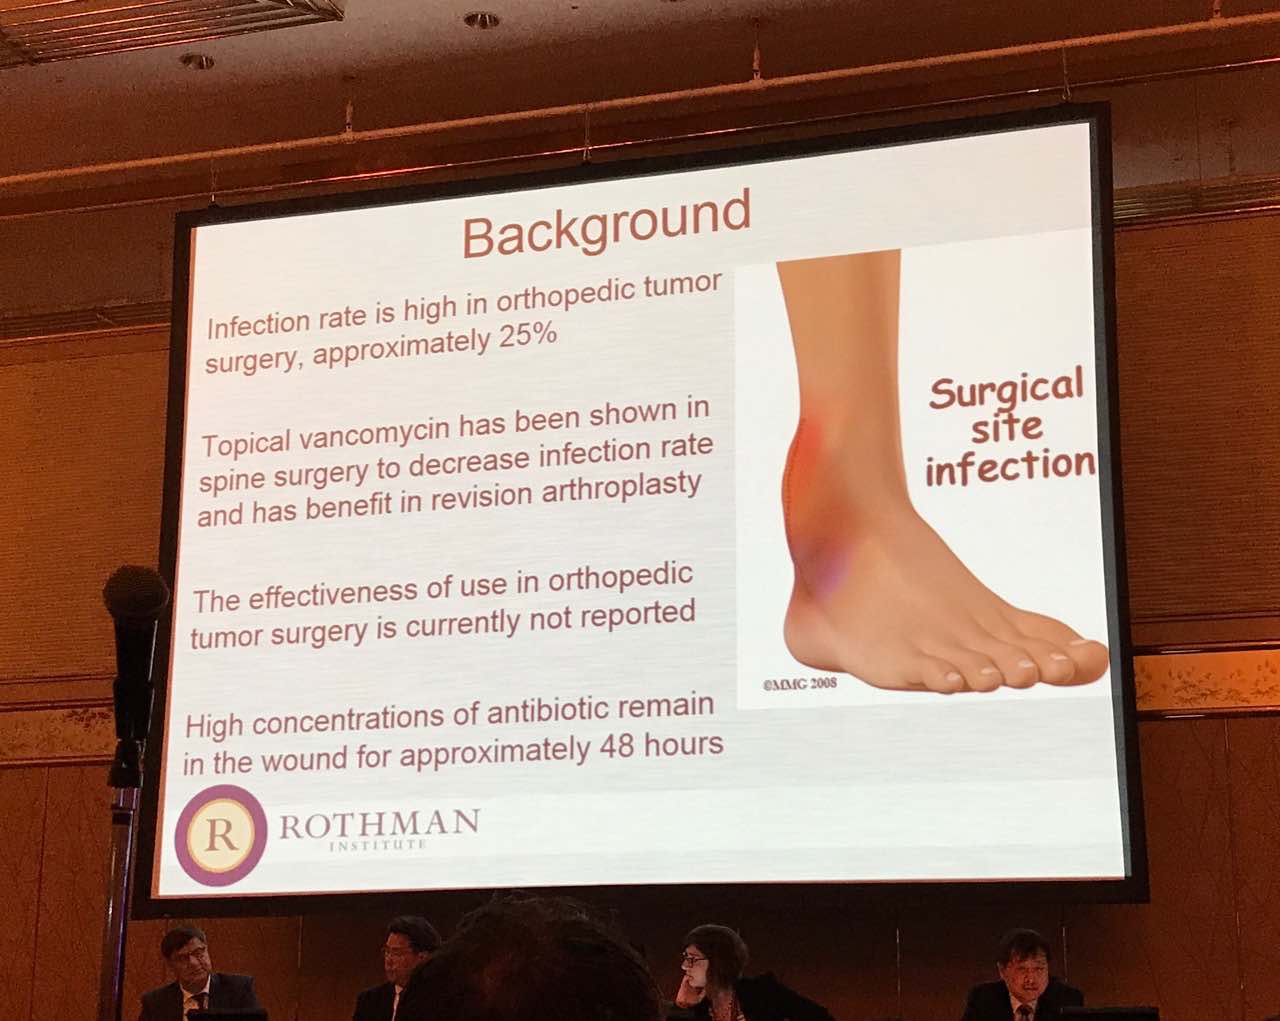 Background
Infection rate is high in orthopedic tumor
surgery, approximately 25%
Topical vancomycin has been shown in
spine surgery to decrease infection rate
and has benefit in revision arthroplasty
The effectiveness of use in orthopedic
tumor surgery is currently not reported
High concentrations of antibiotic remain
in the wound for approximately 48 hours
Surgical
site
infection
©MMG 2008
R
ROTHMAN
INSTITUTE